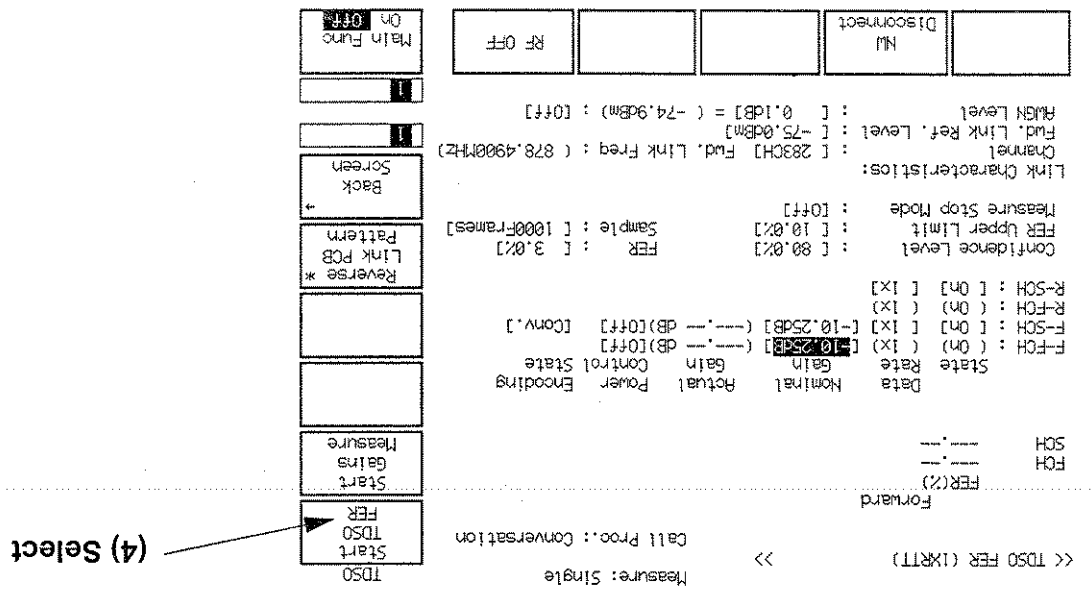 << TDSO FER (1XRTT) >>
Measure: Single
Call Proc.: Conversation
Forward
FER(%)
FCH ---.--
SCH ---.--
Data Nominal Actual Power Encoding
State Rate Gain Gain Control State
F-FCH : (On) ( 1x) [-10.25dB] (---.-- dB)[Off]
F-SCH : [ On] [ 1x] [-10.25dB] (---.-- dB)[Off] [Conv.]
R-FCH : (On) ( 1x)
R-SCH : [ On] [ 1x]
Confidence Level : [ 80.0%] FER : [ 3.0%]
FER Upper Limit : [ 10.0%] Sample : [ 1000Frames]
Measure Stop Mode : [Off]
Link Characteristics:
Channel : [ 283CH] Fwd. Link Freq : ( 878.4900MHz)
Fwd. Link Ref. Level : [ -75.0dBm]
AWGN Level : [ 0.1dB] = ( -74.9dBm) : [Off]
NW
Disconnect
RF OFF
TDSO
Start
TDSO
FER
Start
Gains
Measure
Reverse *
Link PCB
Pattern
→
Back
Screen
1
1
Main Func
On Off
(4) Select